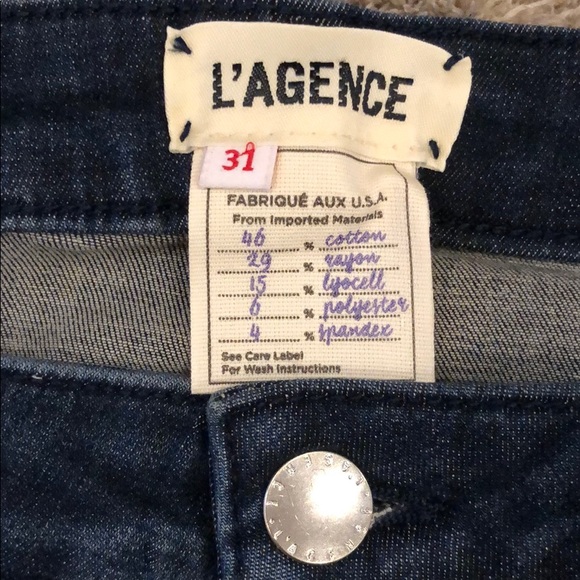 L'AGENCE
31
FABRIQUÉ AUX U.S.A.
From Imported Materials
46 % cotton
29 % rayon
15 % lyocell
6 % polyester
4 % spandex
See Care Label
For Wash Instructions